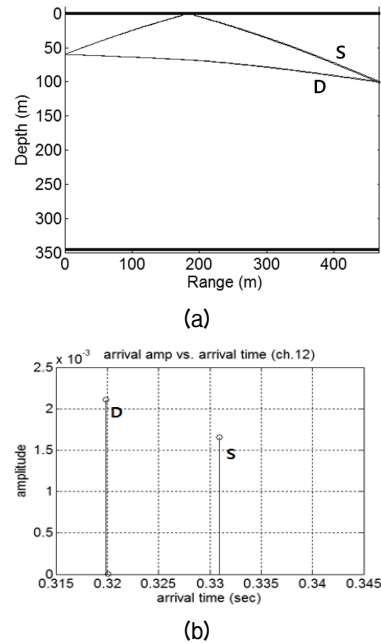 0
50
100
150
200
250
300
350
Depth (m)
S
D
0 100 200 300 400
Range (m)
(a)
arrival amp vs. arrival time (ch.12)
x 10^-3
2.5
2
1.5
1
0.5
0
amplitude
D
S
0.315 0.32 0.325 0.33 0.335 0.34 0.345
arrival time (sec)
(b)